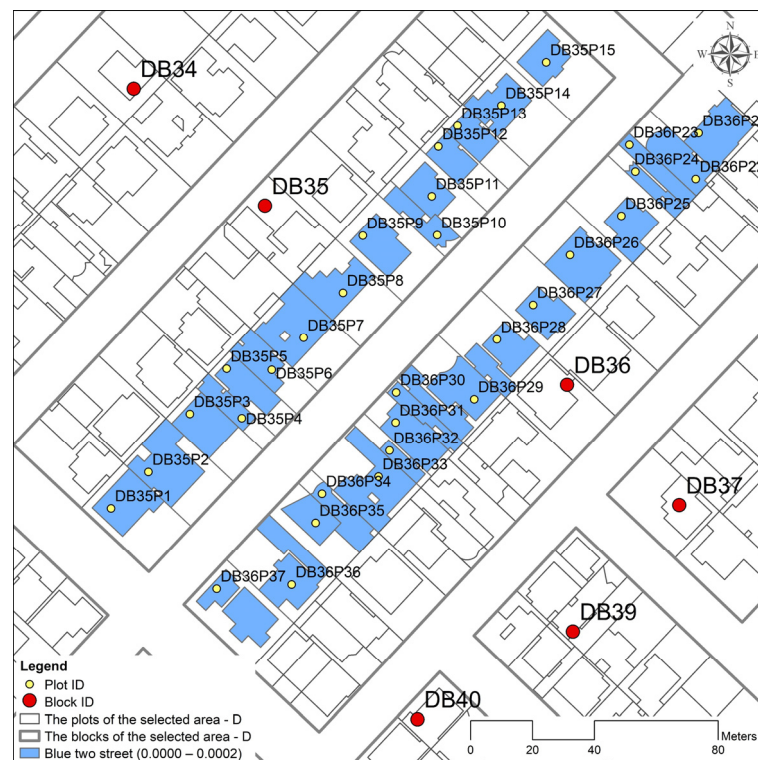 DB34
DB35P15
N
W E
S
DB35P14
DB35P13
DB35P12
DB36P23
DB36P24
DB35
DB35P11
DB36P25
DB35P9
DB35P10
DB36P26
DB35P8
DB36P27
DB35P7
DB36P28
DB35P5
DB35P6
DB36P30
DB36P29
DB36
DB35P3
DB35P4
DB36P31
DB36P32
DB35P2
DB36P33
DB36P34
DB37
DB35P1
DB36P35
DB36P37
DB36P36
DB39
Legend
Plot ID
Block ID
The plots of the selected area - D
The blocks of the selected area - D
Blue two street (0.0000 – 0.0002)
DB40
Meters
0 20 40 80